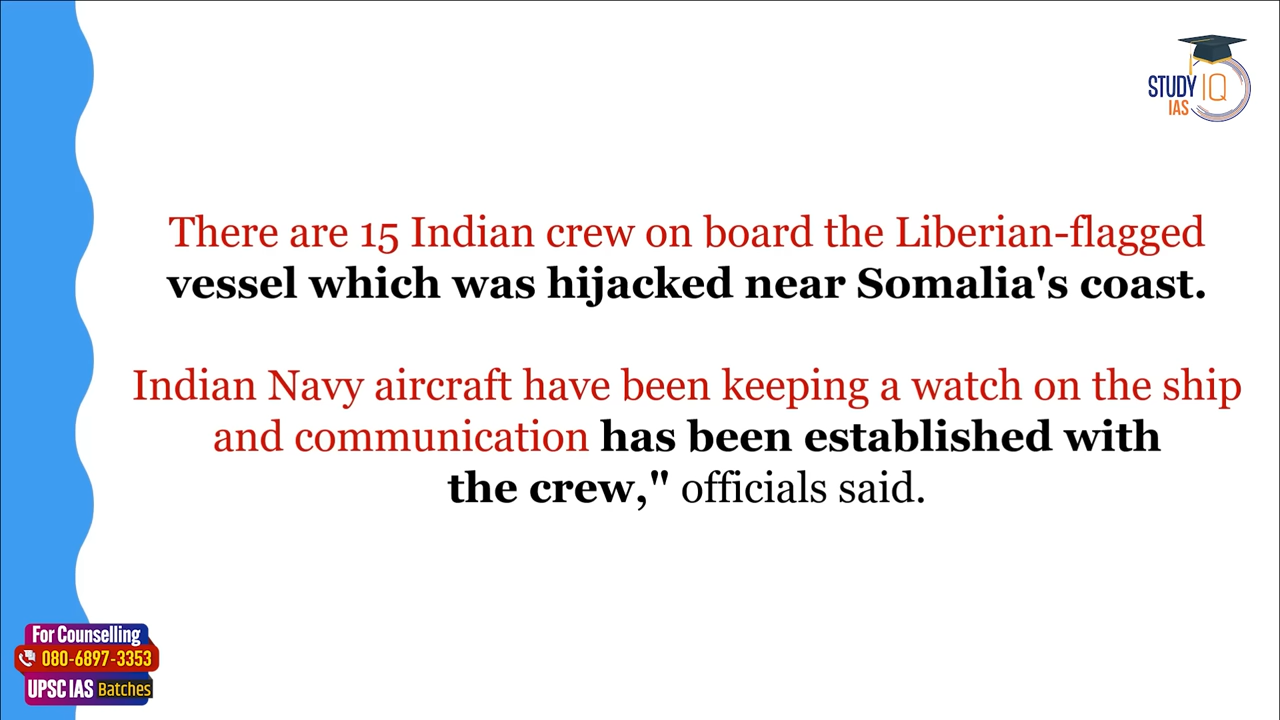 STUDY IQ
IAS
There are 15 Indian crew on board the Liberian-flagged
vessel which was hijacked near Somalia's coast.
Indian Navy aircraft have been keeping a watch on the ship
and communication has been established with
the crew," officials said.
For Counselling
080-6897-3353
UPSC IAS Batches